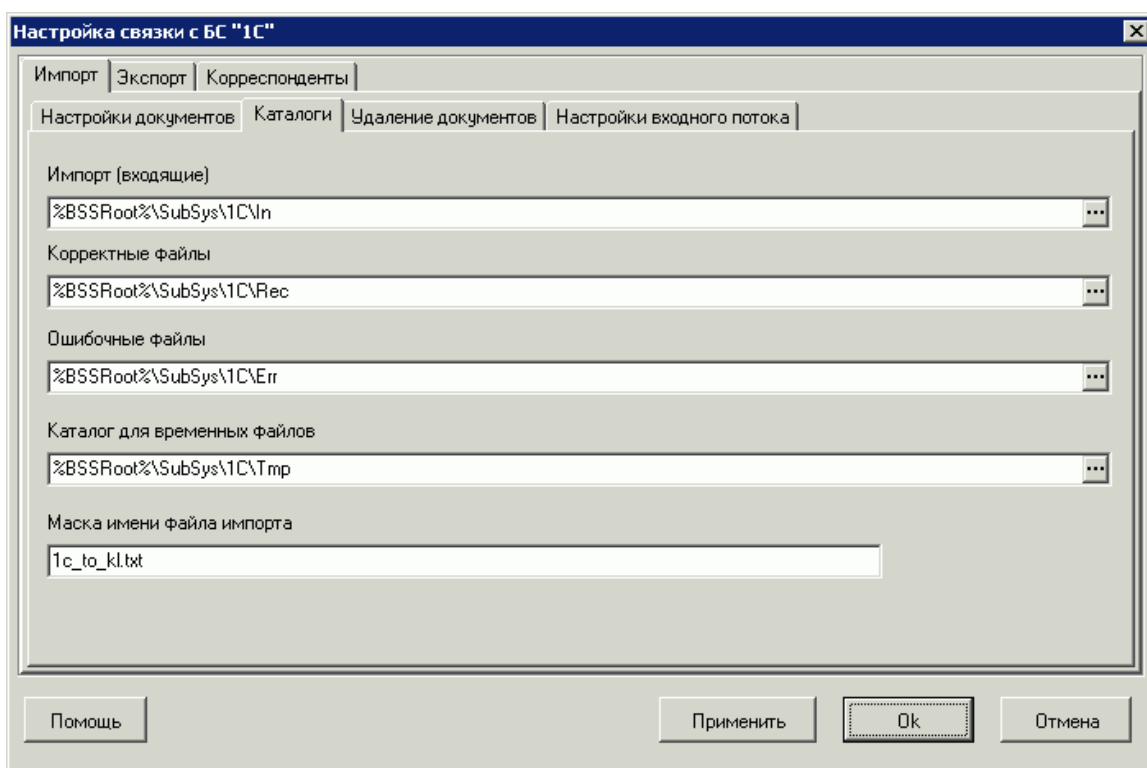 Настройка связки с БС "1С"
Импорт Экспорт Корреспонденты
Настройки документов Каталоги Удаление документов Настройки входного потока
Импорт (входящие)
%BSSRoot%\SubSys\1C\In ...
Корректные файлы
%BSSRoot%\SubSys\1C\Rec ...
Ошибочные файлы
%BSSRoot%\SubSys\1C\Err ...
Каталог для временных файлов
%BSSRoot%\SubSys\1C\Tmp ...
Маска имени файла импорта
1c_to_kl.txt
Помощь Применить Ok Отмена